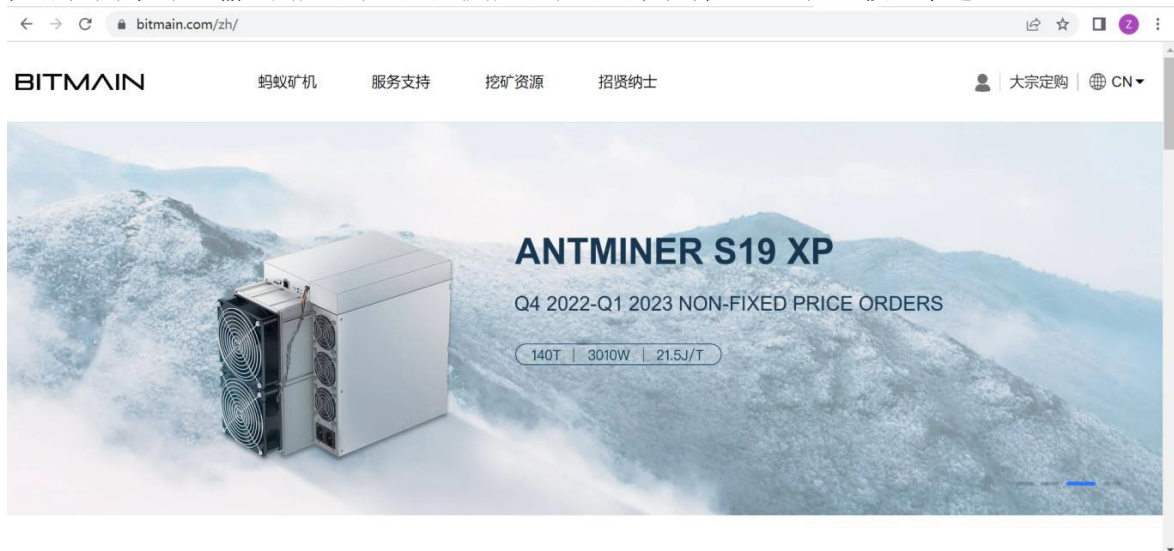 bitmain.com/zh/
Z
BITMAIN
蚂蚁矿机
服务支持
挖矿资源
招贤纳士
大宗定购
CN
ANTMINER S19 XP
Q4 2022-Q1 2023 NON-FIXED PRICE ORDERS
140T | 3010W | 21.5J/T